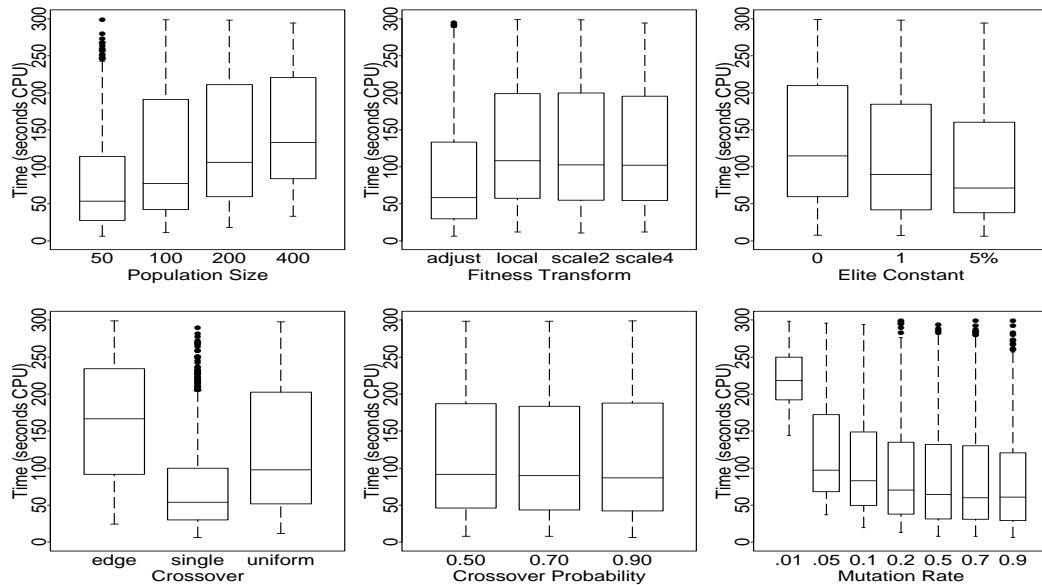 Time (seconds CPU)
0 50 100 150 200 250 300
50 100 200 400
Population Size
Time (seconds CPU)
0 50 100 150 200 250 300
adjust local scale2 scale4
Fitness Transform
Time (seconds CPU)
0 50 100 150 200 250 300
0 1 5%
Elite Constant
Time (seconds CPU)
0 50 100 150 200 250 300
edge single uniform
Crossover
Time (seconds CPU)
0 50 100 150 200 250 300
0.50 0.70 0.90
Crossover Probability
Time (seconds CPU)
0 50 100 150 200 250 300
.01 .05 0.1 0.2 0.5 0.7 0.9
Mutation Rate